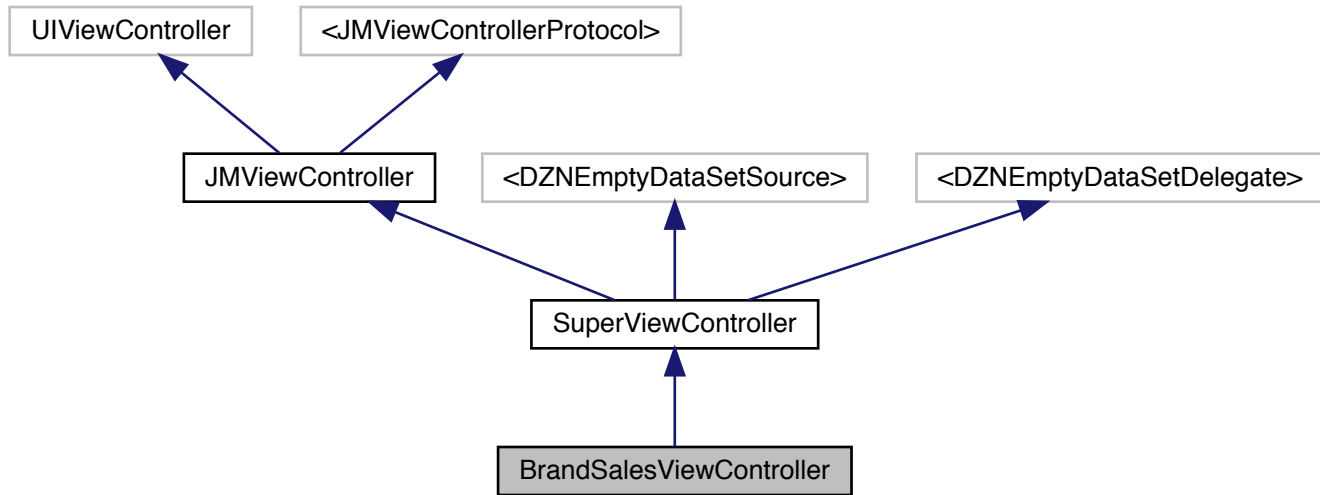 UIViewController
<JMViewControllerProtocol>
JMViewController
<DZNEmptyDataSetSource>
<DZNEmptyDataSetDelegate>
SuperViewController
BrandSalesViewController